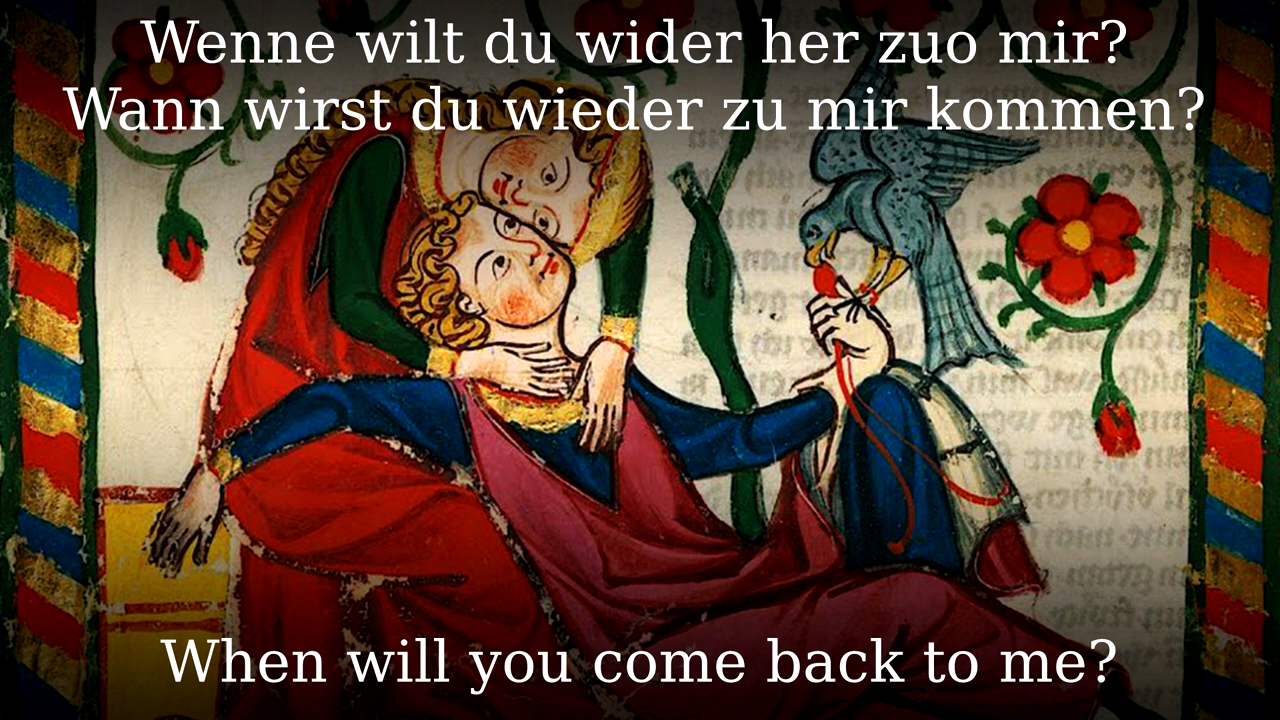 Wenne wilt du wider her zuo mir?
Wann wirst du wieder zu mir kommen?
When will you come back to me?